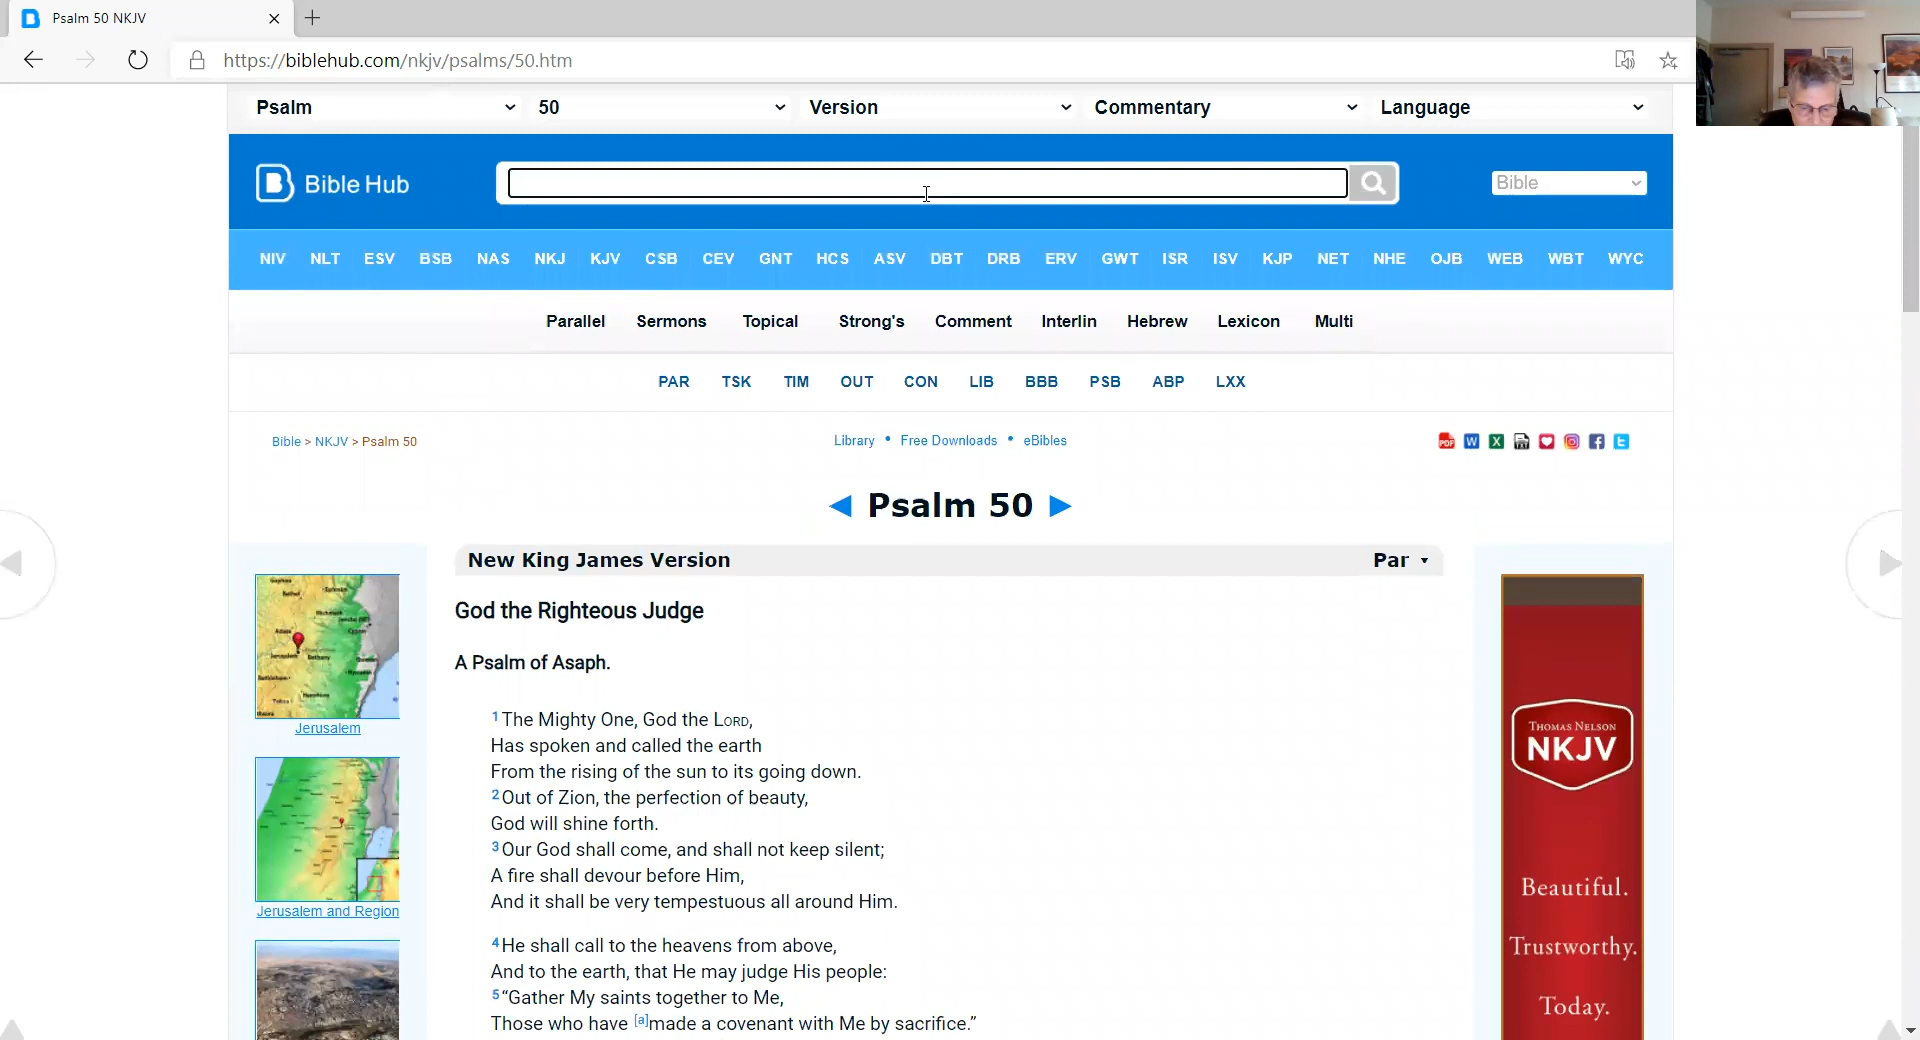 Psalm 50 NKJV
https://biblehub.com/nkjv/psalms/50.htm
Psalm 50 Version Commentary Language
Bible Hub
Bible
NIV NLT ESV BSB NAS NKJ KJV CSB CEV GNT HCS ASV DBT DRB ERV GWT ISR ISV KJP NET NHE OJB WEB WBT WYC
Parallel Sermons Topical Strong's Comment Interlin Hebrew Lexicon Multi
PAR TSK TIM OUT CON LIB BBB PSB ABP LXX
Bible > NKJV > Psalm 50
Library • Free Downloads • eBibles
◄ Psalm 50 ►
New King James Version
Par
God the Righteous Judge
A Psalm of Asaph.
1 The Mighty One, God the LORD,
Has spoken and called the earth
From the rising of the sun to its going down.
2 Out of Zion, the perfection of beauty,
God will shine forth.
3 Our God shall come, and shall not keep silent;
A fire shall devour before Him,
And it shall be very tempestuous all around Him.
4 He shall call to the heavens from above,
And to the earth, that He may judge His people:
5 “Gather My saints together to Me,
Those who have [a]made a covenant with Me by sacrifice.”
Jerusalem
Jerusalem and Region
THOMAS NELSON
NKJV
Beautiful.
Trustworthy.
Today.